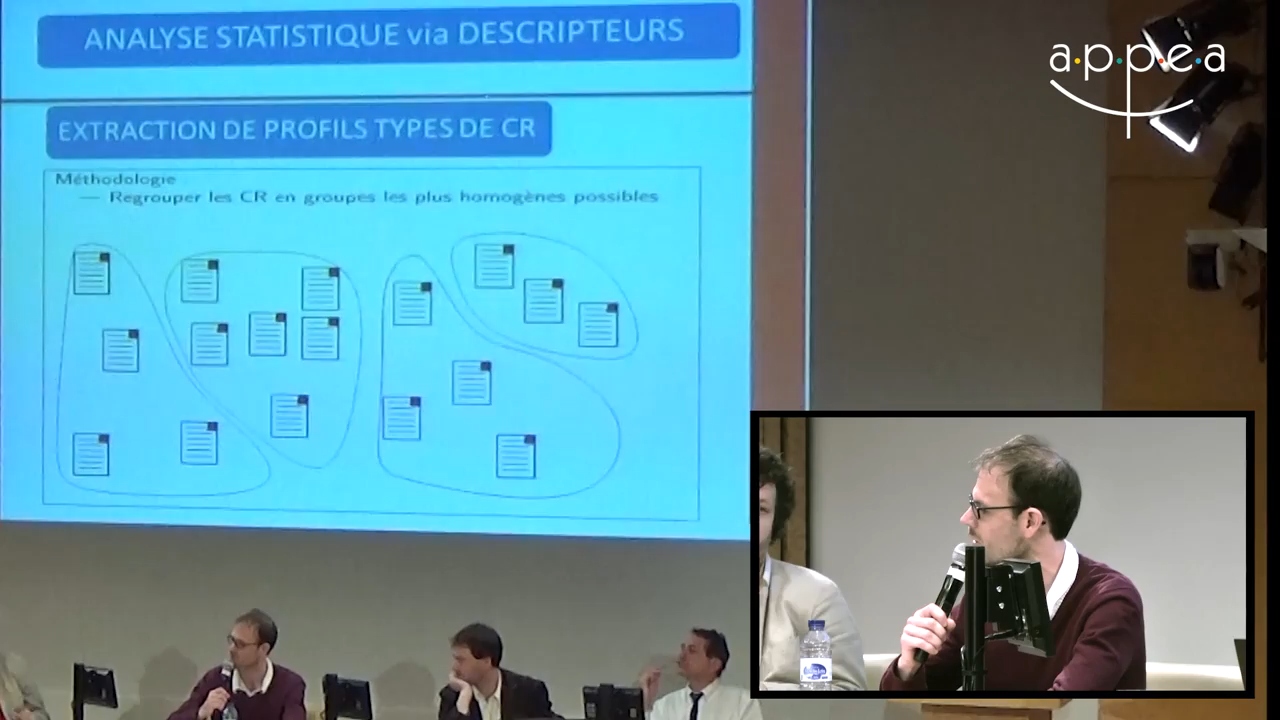 ANALYSE STATISTIQUE via DESCRIPTEURS
a·p·p·e·a
EXTRACTION DE PROFILS TYPES DE CR
Méthodologie
— Regrouper les CR en groupes les plus homogènes possibles